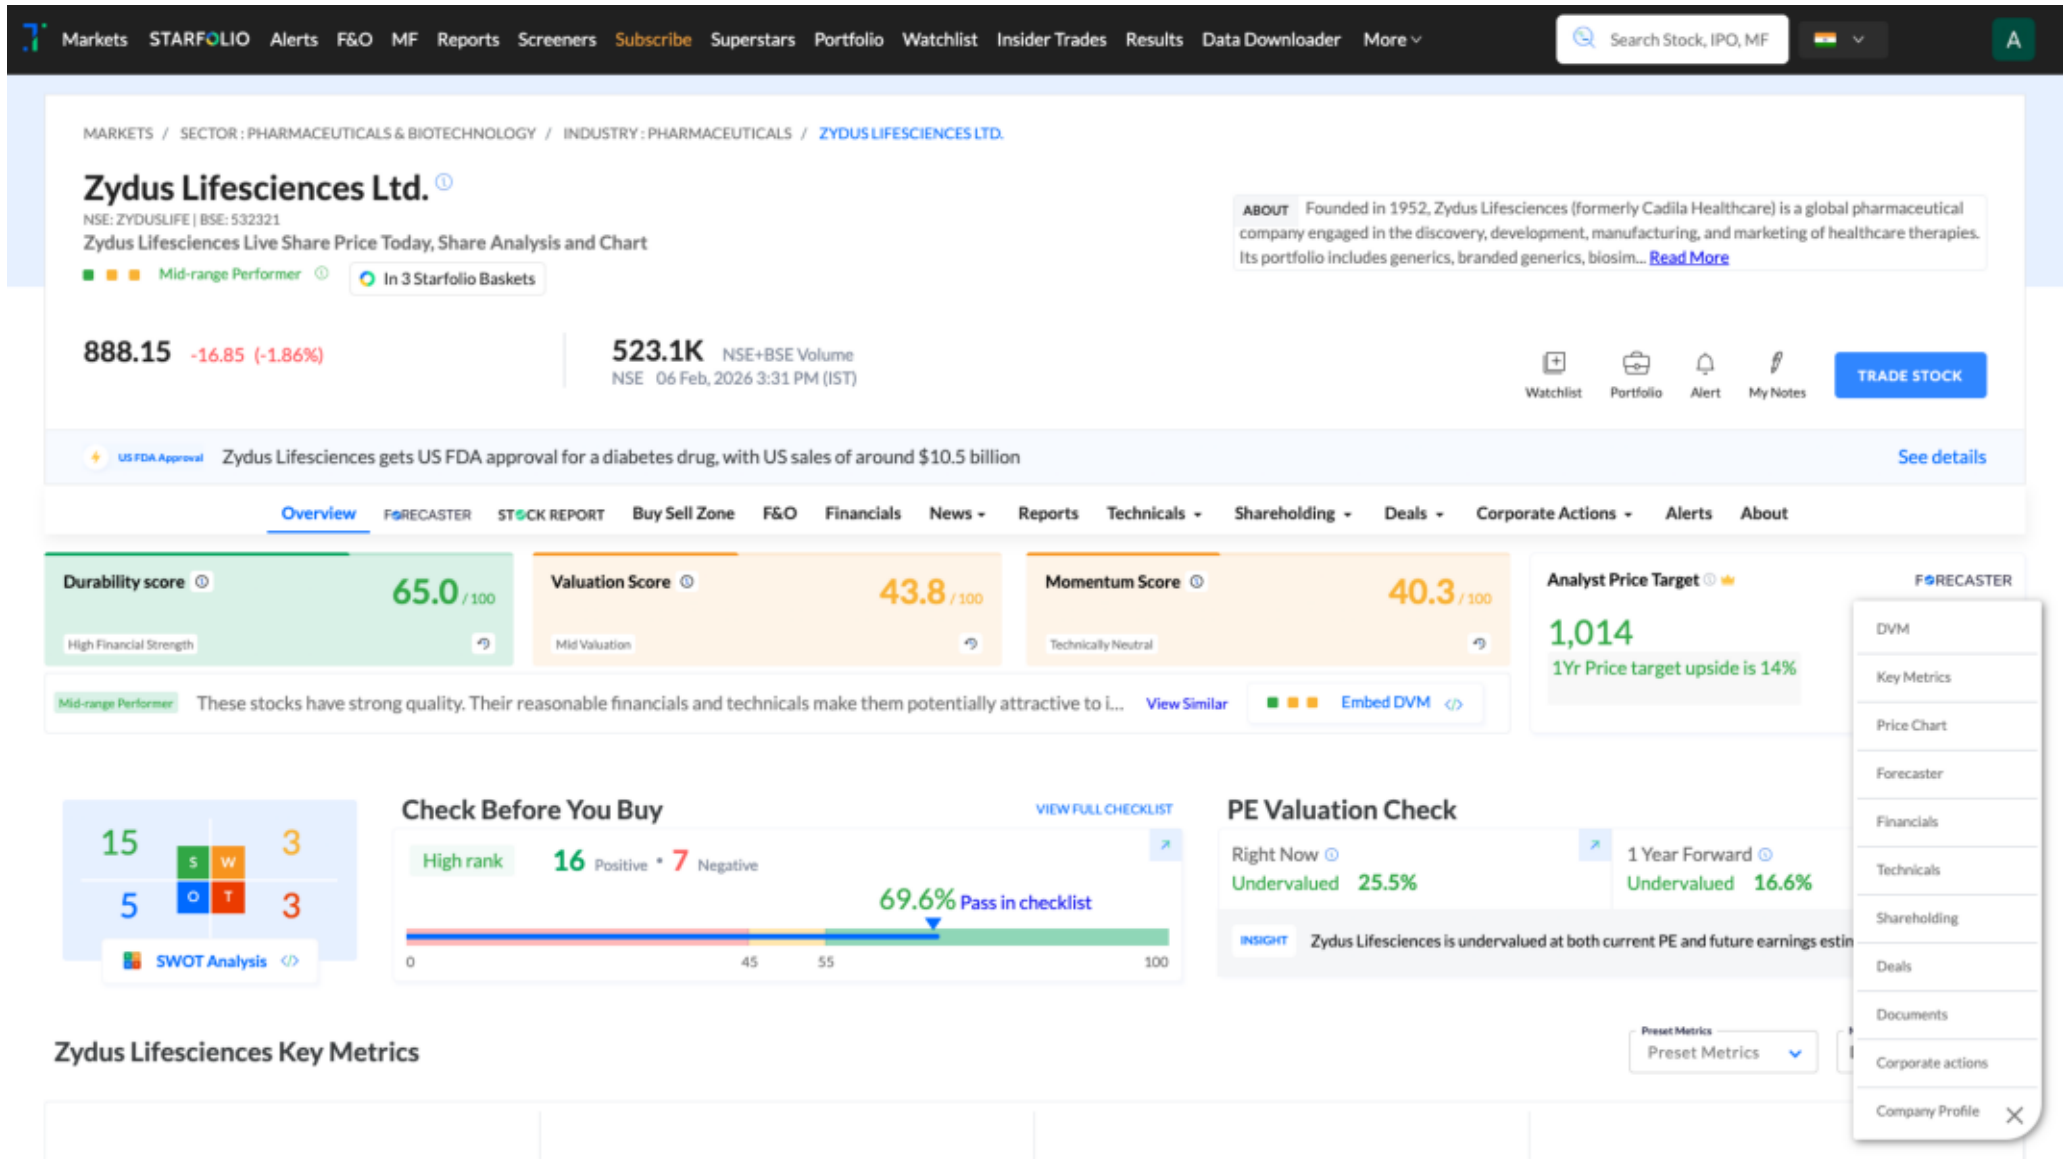 Markets STARFOLIO Alerts F&O MF Reports Screeners Subscribe Superstars Portfolio Watchlist Insider Trades Results Data Downloader More Search Stock, IPO, MF A
MARKETS / SECTOR : PHARMACEUTICALS & BIOTECHNOLOGY / INDUSTRY : PHARMACEUTICALS / ZYDUS LIFESCIENCES LTD.
Zydus Lifesciences Ltd.
NSE: ZYDUSLIFE | BSE: 532321
Zydus Lifesciences Live Share Price Today, Share Analysis and Chart
Mid-range Performer In 3 Starfolio Baskets
ABOUT Founded in 1952, Zydus Lifesciences (formerly Cadila Healthcare) is a global pharmaceutical
company engaged in the discovery, development, manufacturing, and marketing of healthcare therapies.
Its portfolio includes generics, branded generics, biosim... Read More
888.15 -16.85 (-1.86%)
523.1K NSE+BSE Volume
NSE 06 Feb, 2026 3:31 PM (IST)
Watchlist Portfolio Alert My Notes TRADE STOCK
US FDA Approval Zydus Lifesciences gets US FDA approval for a diabetes drug, with US sales of around $10.5 billion See details
Overview FORECASTER STOCK REPORT Buy Sell Zone F&O Financials News Reports Technicals Shareholding Deals Corporate Actions Alerts About
Durability score 65.0 / 100
High Financial Strength
Valuation Score 43.8 / 100
Mid Valuation
Momentum Score 40.3 / 100
Technically Neutral
Analyst Price Target FORECASTER
1,014
1Yr Price target upside is 14%
Mid-range Performer These stocks have strong quality. Their reasonable financials and technicals make them potentially attractive to i... View Similar Embed DVM </>
15 3
S W
O T
5 3
SWOT Analysis </>
Check Before You Buy VIEW FULL CHECKLIST
High rank 16 Positive • 7 Negative
69.6% Pass in checklist
0 45 55 100
PE Valuation Check
Right Now
Undervalued 25.5%
1 Year Forward
Undervalued 16.6%
INSIGHT Zydus Lifesciences is undervalued at both current PE and future earnings estin
DVM
Key Metrics
Price Chart
Forecaster
Financials
Technicals
Shareholding
Deals
Documents
Corporate actions
Company Profile
Zydus Lifesciences Key Metrics
Preset Metrics
Preset Metrics